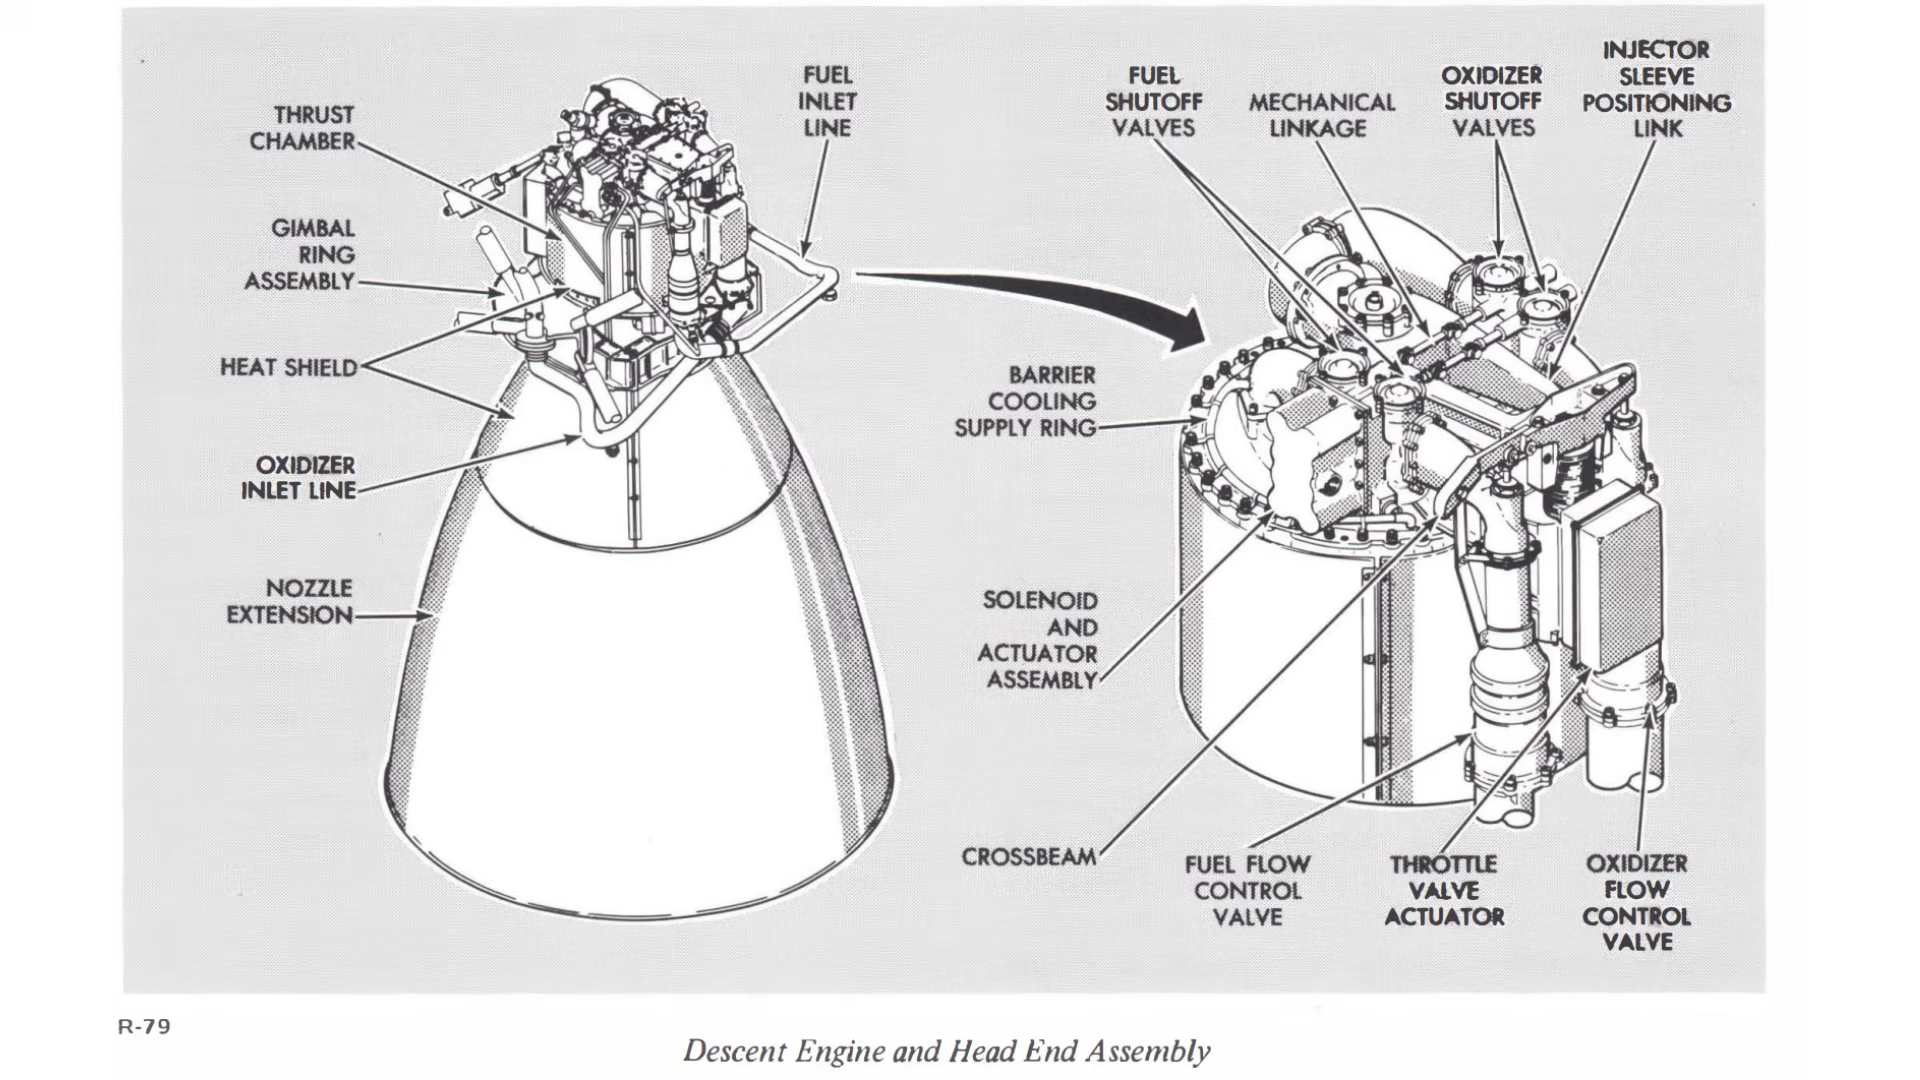 THRUST
CHAMBER
GIMBAL
RING
ASSEMBLY
HEAT SHIELD
OXIDIZER
INLET LINE
NOZZLE
EXTENSION
FUEL
INLET
LINE
FUEL
SHUTOFF
VALVES
MECHANICAL
LINKAGE
OXIDIZER
SHUTOFF
VALVES
INJECTOR
SLEEVE
POSITIONING
LINK
BARRIER
COOLING
SUPPLY RING
SOLENOID
AND
ACTUATOR
ASSEMBLY
CROSSBEAM
FUEL FLOW
CONTROL
VALVE
THROTTLE
VALVE
ACTUATOR
OXIDIZER
FLOW
CONTROL
VALVE
R-79
Descent Engine and Head End Assembly